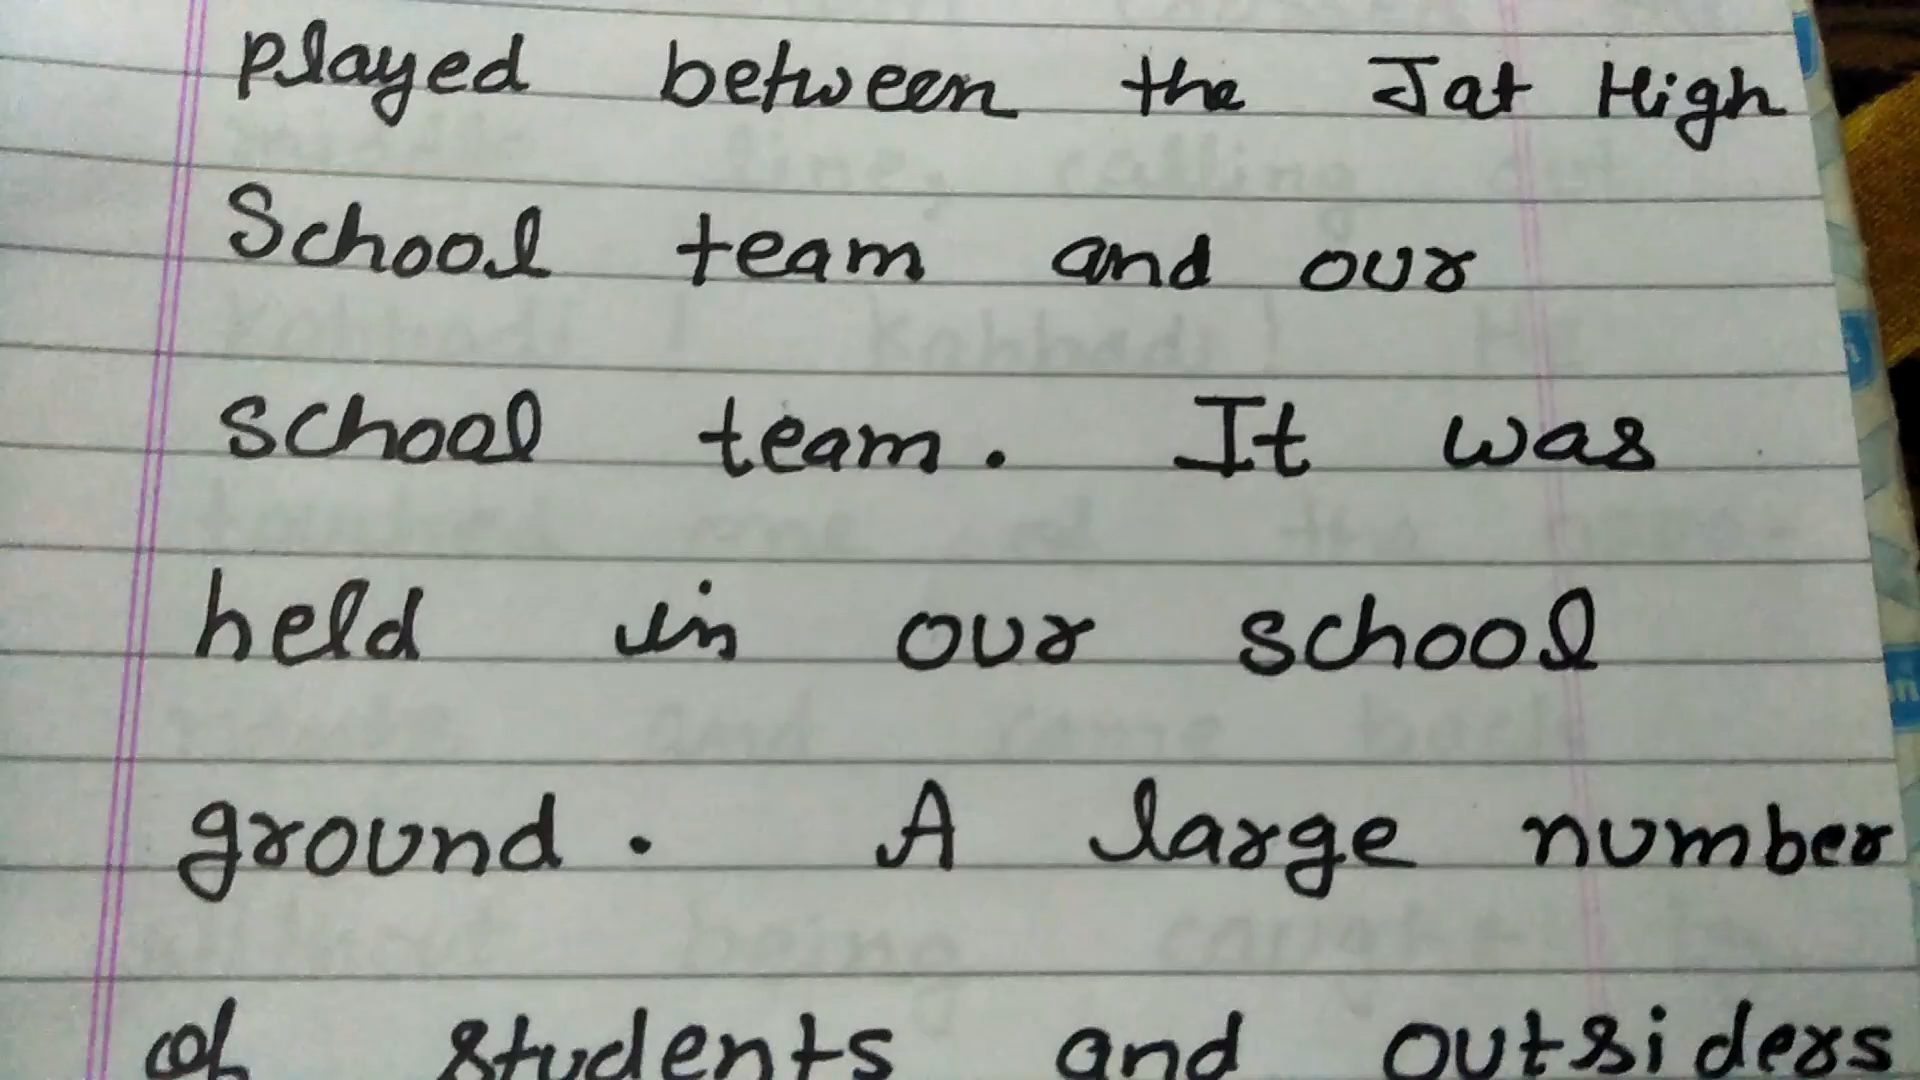 played between the Jat High
School team and our
school team. It was
held in our school
ground. A large number
of students and outsiders